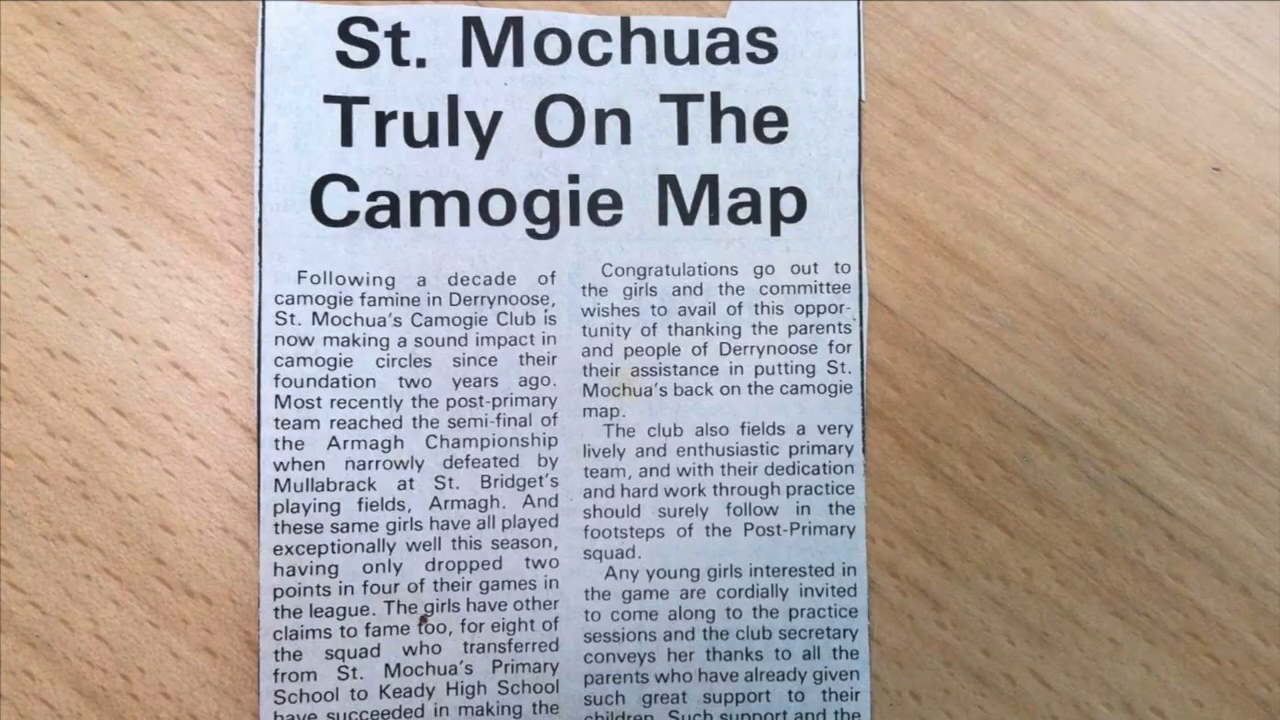 St. Mochuas
Truly On The
Camogie Map
Following a decade of
camogie famine in Derrynoose,
St. Mochua's Camogie Club is
now making a sound impact in
camogie circles since their
foundation two years ago.
Most recently the post-primary
team reached the semi-final of
the Armagh Championship
when narrowly defeated by
Mullabrack at St. Bridget's
playing fields, Armagh. And
these same girls have all played
exceptionally well this season,
having only dropped two
points in four of their games in
the league. The girls have other
claims to fame too, for eight of
the squad who transferred
from St. Mochua's Primary
School to Keady High School
have succeeded in making the
Congratulations go out to
the girls and the committee
wishes to avail of this oppor-
tunity of thanking the parents
and people of Derrynoose for
their assistance in putting St.
Mochua's back on the camogie
map.
The club also fields a very
lively and enthusiastic primary
team, and with their dedication
and hard work through practice
should surely follow in the
footsteps of the Post-Primary
squad.
Any young girls interested in
the game are cordially invited
to come along to the practice
sessions and the club secretary
conveys her thanks to all the
parents who have already given
such great support to their
children. Such support and the